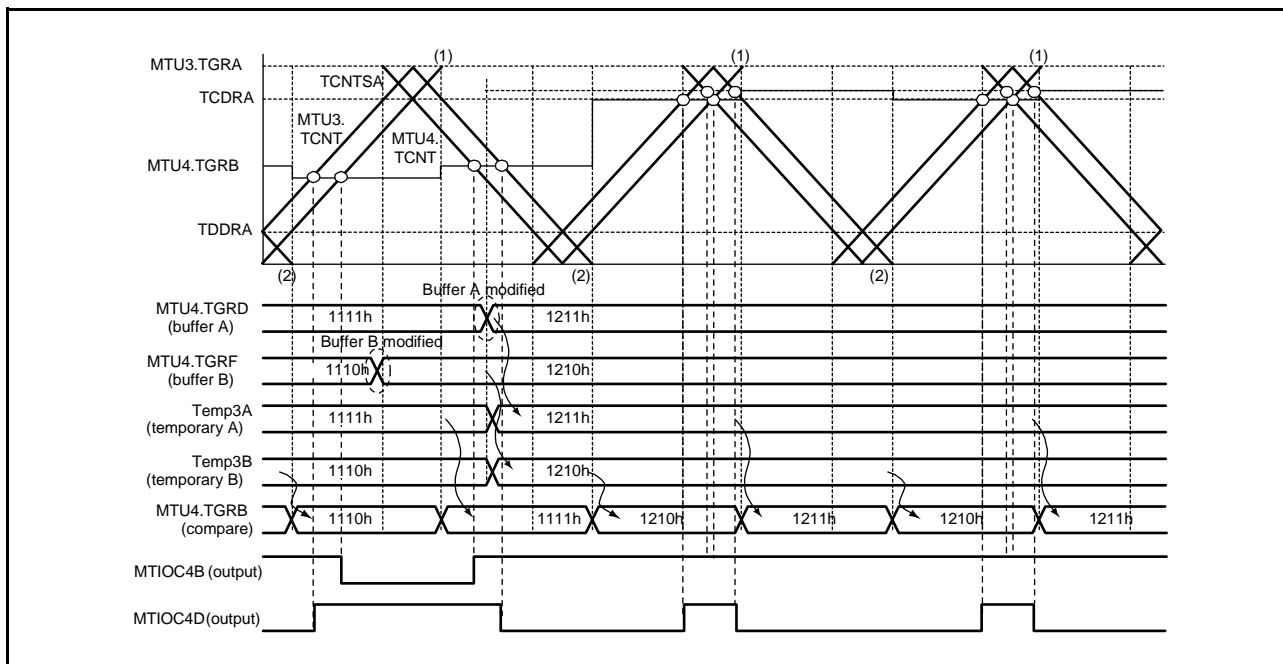 MTU3.TGRA
TCNTSA
(1)
(1)
(1)
TCDRA
MTU3.
TCNT
MTU4.
TCNT
MTU4.TGRB
TDDRA
(2)
(2)
(2)
Buffer A modified
MTU4.TGRD
(buffer A)
1111h
1211h
Buffer B modified
MTU4.TGRF
(buffer B)
1110h
1210h
Temp3A
(temporary A)
1111h
1211h
Temp3B
(temporary B)
1110h
1210h
MTU4.TGRB
(compare)
1110h
1111h
1210h
1211h
1210h
1211h
MTIOC4B (output)
MTIOC4D(output)